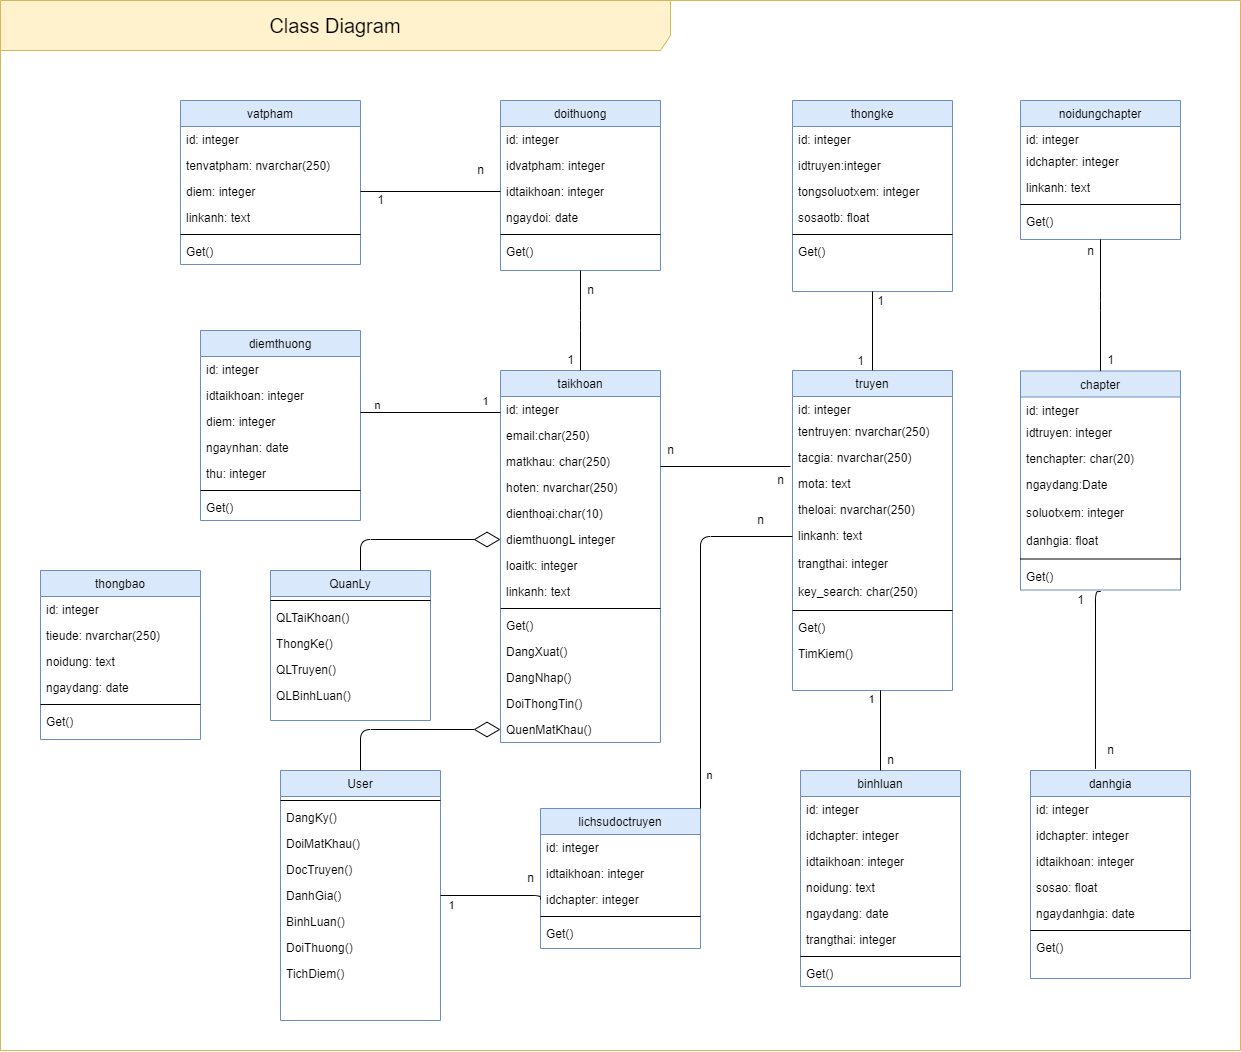 Class Diagram
vatpham
id: integer
tenvatpham: nvarchar(250)
diem: integer
linkanh: text
Get()
1
n
doithuong
id: integer
idvatpham: integer
idtaikhoan: integer
ngaydoi: date
Get()
n
1
thongke
id: integer
idtruyen:integer
tongsoluotxem: integer
sosaotb: float
Get()
1
1
noidungchapter
id: integer
idchapter: integer
linkanh: text
Get()
n
1
diemthuong
id: integer
idtaikhoan: integer
diem: integer
ngaynhan: date
thu: integer
Get()
n
1
taikhoan
id: integer
email:char(250)
matkhau: char(250)
hoten: nvarchar(250)
dienthoại:char(10)
diemthuongL integer
loaitk: integer
linkanh: text
Get()
DangXuat()
DangNhap()
DoiThongTin()
QuenMatKhau()
n
n
n
truyen
id: integer
tentruyen: nvarchar(250)
tacgia: nvarchar(250)
mota: text
theloai: nvarchar(250)
linkanh: text
trangthai: integer
key_search: char(250)
Get()
TimKiem()
1
n
chapter
id: integer
idtruyen: integer
tenchapter: char(20)
ngaydang:Date
soluotxem: integer
danhgia: float
Get()
1
n
thongbao
id: integer
tieude: nvarchar(250)
noidung: text
ngaydang: date
Get()
QuanLy
QLTaiKhoan()
ThongKe()
QLTruyen()
QLBinhLuan()
User
DangKy()
DoiMatKhau()
DocTruyen()
DanhGia()
BinhLuan()
DoiThuong()
TichDiem()
1
n
n
lichsudoctruyen
id: integer
idtaikhoan: integer
idchapter: integer
Get()
binhluan
id: integer
idchapter: integer
idtaikhoan: integer
noidung: text
ngaydang: date
trangthai: integer
Get()
danhgia
id: integer
idchapter: integer
idtaikhoan: integer
sosao: float
ngaydanhgia: date
Get()